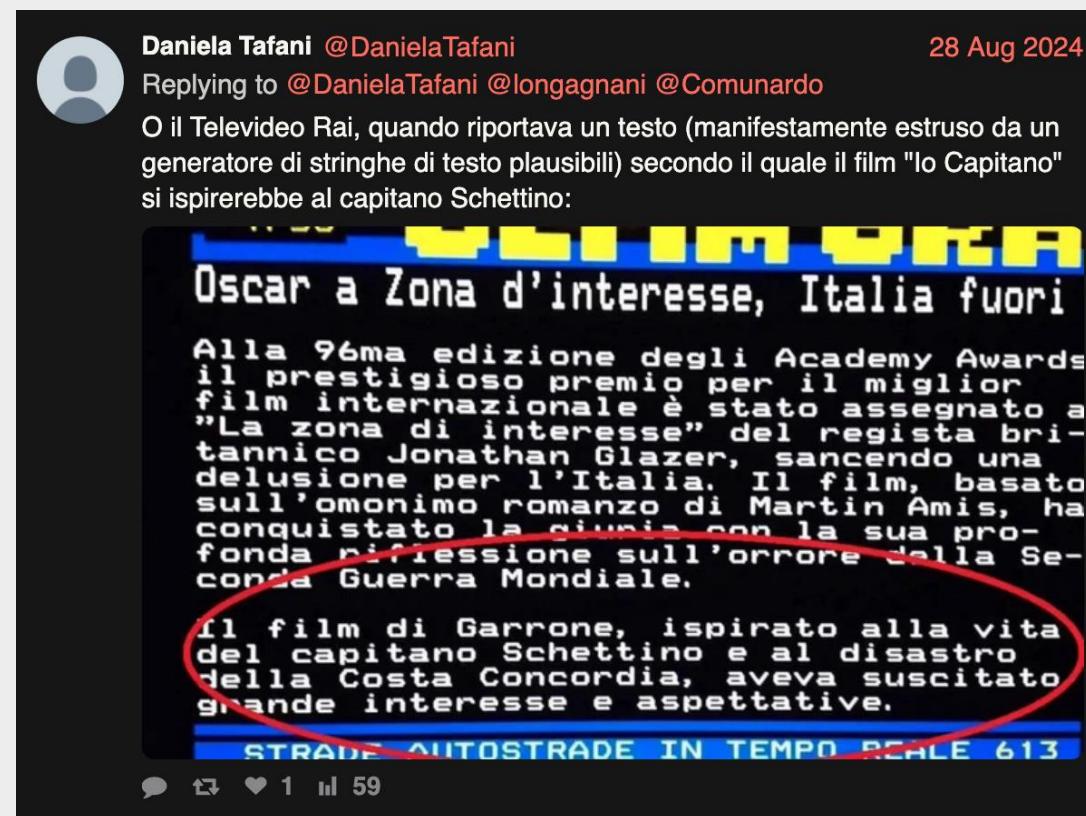 Daniela Tafani @DanielaTafani 28 Aug 2024
Replying to @DanielaTafani @longagnani @Comunardo
O il Televideo Rai, quando riportava un testo (manifestamente estruso da un
generatore di stringhe di testo plausibili) secondo il quale il film "Io Capitano"
si ispirerebbe al capitano Schettino:
ULTIM'ORA
Oscar a Zona d'interesse, Italia fuori
Alla 96ma edizione degli Academy Awards
il prestigioso premio per il miglior
film internazionale è stato assegnato a
"La zona di interesse" del regista bri-
tannico Jonathan Glazer, sancendo una
delusione per l'Italia. Il film, basato
sull'omonimo romanzo di Martin Amis, ha
conquistato la giuria con la sua pro-
fonda riflessione sull'orrore della Se-
conda Guerra Mondiale.
Il film di Garrone, ispirato alla vita
del capitano Schettino e al disastro
della Costa Concordia, aveva suscitato
grande interesse e aspettative.
STRADE AUTOSTRADE IN TEMPO REALE 613
1 59